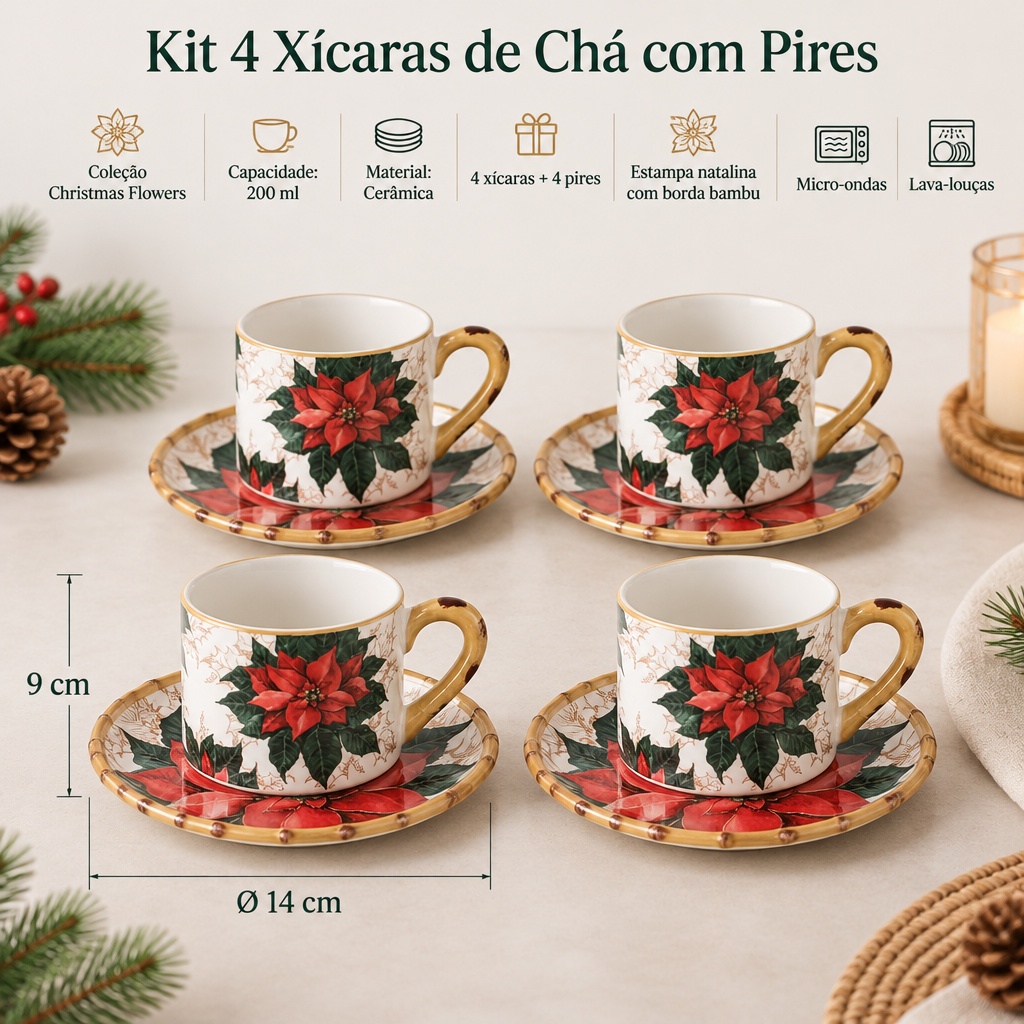 Kit 4 Xícaras de Chá com Pires
Coleção
Christmas Flowers
Capacidade:
200 ml
Material:
Cerâmica
4 xícaras + 4 pires
Estampa natalina
com borda bambu
Micro-ondas
Lava-louças
9 cm
Ø 14 cm